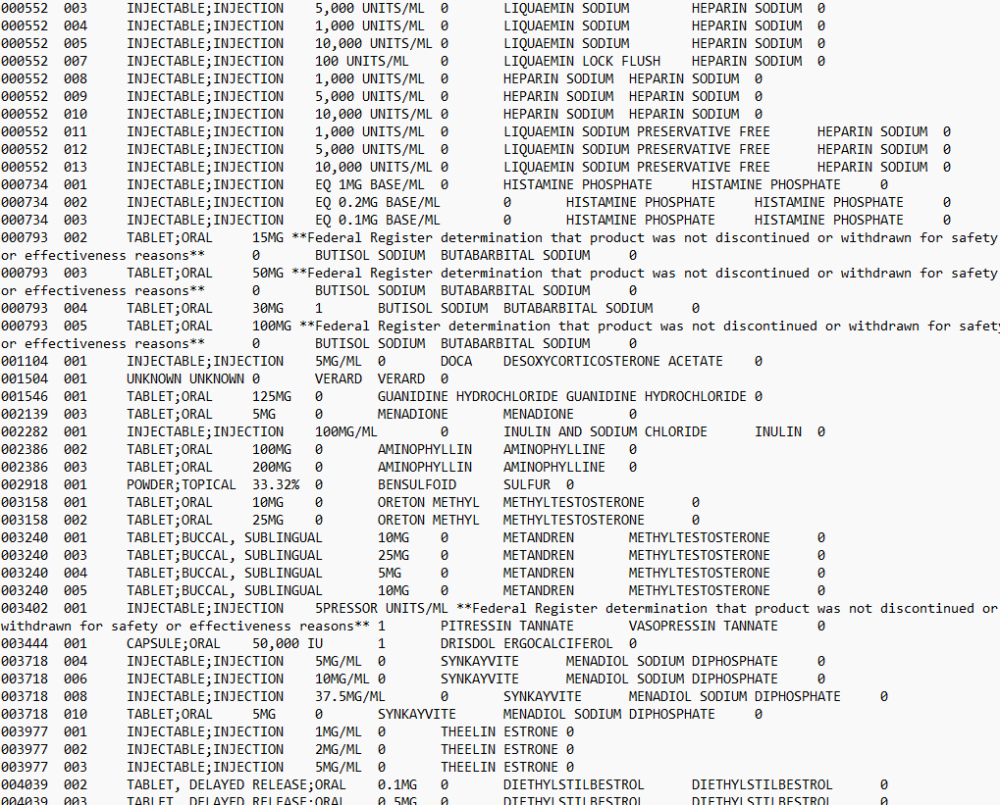 000552 003 INJECTABLE;INJECTION 5,000 UNITS/ML 0 LIQUAEMIN SODIUM HEPARIN SODIUM 0
000552 004 INJECTABLE;INJECTION 1,000 UNITS/ML 0 LIQUAEMIN SODIUM HEPARIN SODIUM 0
000552 005 INJECTABLE;INJECTION 10,000 UNITS/ML 0 LIQUAEMIN SODIUM HEPARIN SODIUM 0
000552 007 INJECTABLE;INJECTION 100 UNITS/ML 0 LIQUAEMIN LOCK FLUSH HEPARIN SODIUM 0
000552 008 INJECTABLE;INJECTION 1,000 UNITS/ML 0 HEPARIN SODIUM HEPARIN SODIUM 0
000552 009 INJECTABLE;INJECTION 5,000 UNITS/ML 0 HEPARIN SODIUM HEPARIN SODIUM 0
000552 010 INJECTABLE;INJECTION 10,000 UNITS/ML 0 HEPARIN SODIUM HEPARIN SODIUM 0
000552 011 INJECTABLE;INJECTION 1,000 UNITS/ML 0 LIQUAEMIN SODIUM PRESERVATIVE FREE HEPARIN SODIUM 0
000552 012 INJECTABLE;INJECTION 5,000 UNITS/ML 0 LIQUAEMIN SODIUM PRESERVATIVE FREE HEPARIN SODIUM 0
000552 013 INJECTABLE;INJECTION 10,000 UNITS/ML 0 LIQUAEMIN SODIUM PRESERVATIVE FREE HEPARIN SODIUM 0
000734 001 INJECTABLE;INJECTION EQ 1MG BASE/ML 0 HISTAMINE PHOSPHATE HISTAMINE PHOSPHATE 0
000734 002 INJECTABLE;INJECTION EQ 0.2MG BASE/ML 0 HISTAMINE PHOSPHATE HISTAMINE PHOSPHATE 0
000734 003 INJECTABLE;INJECTION EQ 0.1MG BASE/ML 0 HISTAMINE PHOSPHATE HISTAMINE PHOSPHATE 0
000793 002 TABLET;ORAL 15MG **Federal Register determination that product was not discontinued or withdrawn for safety
or effectiveness reasons** 0 BUTISOL SODIUM BUTABARBITAL SODIUM 0
000793 003 TABLET;ORAL 50MG **Federal Register determination that product was not discontinued or withdrawn for safety
or effectiveness reasons** 0 BUTISOL SODIUM BUTABARBITAL SODIUM 0
000793 004 TABLET;ORAL 30MG 1 BUTISOL SODIUM BUTABARBITAL SODIUM 0
000793 005 TABLET;ORAL 100MG **Federal Register determination that product was not discontinued or withdrawn for safety
or effectiveness reasons** 0 BUTISOL SODIUM BUTABARBITAL SODIUM 0
001104 001 INJECTABLE;INJECTION 5MG/ML 0 DOCA DESOXYCORTICOSTERONE ACETATE 0
001504 001 UNKNOWN UNKNOWN 0 VERARD VERARD 0
001546 001 TABLET;ORAL 125MG 0 GUANIDINE HYDROCHLORIDE GUANIDINE HYDROCHLORIDE 0
002139 003 TABLET;ORAL 5MG 0 MENADIONE MENADIONE 0
002282 001 INJECTABLE;INJECTION 100MG/ML 0 INULIN AND SODIUM CHLORIDE INULIN 0
002386 002 TABLET;ORAL 100MG 0 AMINOPHYLLIN AMINOPHYLLINE 0
002386 003 TABLET;ORAL 200MG 0 AMINOPHYLLIN AMINOPHYLLINE 0
002918 001 POWDER;TOPICAL 33.32% 0 BENSULFOID SULFUR 0
003158 001 TABLET;ORAL 10MG 0 ORETON METHYL METHYLTESTOSTERONE 0
003158 002 TABLET;ORAL 25MG 0 ORETON METHYL METHYLTESTOSTERONE 0
003240 001 TABLET;BUCCAL, SUBLINGUAL 10MG 0 METANDREN METHYLTESTOSTERONE 0
003240 003 TABLET;BUCCAL, SUBLINGUAL 25MG 0 METANDREN METHYLTESTOSTERONE 0
003240 004 TABLET;BUCCAL, SUBLINGUAL 5MG 0 METANDREN METHYLTESTOSTERONE 0
003240 005 TABLET;BUCCAL, SUBLINGUAL 10MG 0 METANDREN METHYLTESTOSTERONE 0
003402 001 INJECTABLE;INJECTION 5PRESSOR UNITS/ML **Federal Register determination that product was not discontinued or
withdrawn for safety or effectiveness reasons** 1 PITRESSIN TANNATE VASOPRESSIN TANNATE 0
003444 001 CAPSULE;ORAL 50,000 IU 1 DRISDOL ERGOCALCIFEROL 0
003718 004 INJECTABLE;INJECTION 5MG/ML 0 SYNKAYVITE MENADIOL SODIUM DIPHOSPHATE 0
003718 006 INJECTABLE;INJECTION 10MG/ML 0 SYNKAYVITE MENADIOL SODIUM DIPHOSPHATE 0
003718 008 INJECTABLE;INJECTION 37.5MG/ML 0 SYNKAYVITE MENADIOL SODIUM DIPHOSPHATE 0
003718 010 TABLET;ORAL 5MG 0 SYNKAYVITE MENADIOL SODIUM DIPHOSPHATE 0
003977 001 INJECTABLE;INJECTION 1MG/ML 0 THEELIN ESTRONE 0
003977 002 INJECTABLE;INJECTION 2MG/ML 0 THEELIN ESTRONE 0
003977 003 INJECTABLE;INJECTION 5MG/ML 0 THEELIN ESTRONE 0
004039 002 TABLET, DELAYED RELEASE;ORAL 0.1MG 0 DIETHYLSTILBESTROL DIETHYLSTILBESTROL 0
004039 003 TABLET, DELAYED RELEASE;ORAL 0.5MG 0 DIETHYLSTILBESTROL DIETHYLSTILBESTROL 0